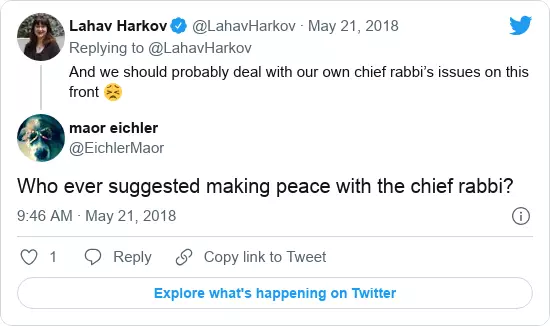 Lahav Harkov @LahavHarkov · May 21, 2018
Replying to @LahavHarkov
And we should probably deal with our own chief rabbi’s issues on this
front 😣
maor eichler
@EichlerMaor
Who ever suggested making peace with the chief rabbi?
9:46 AM · May 21, 2018
1 Reply Copy link to Tweet
Explore what's happening on Twitter